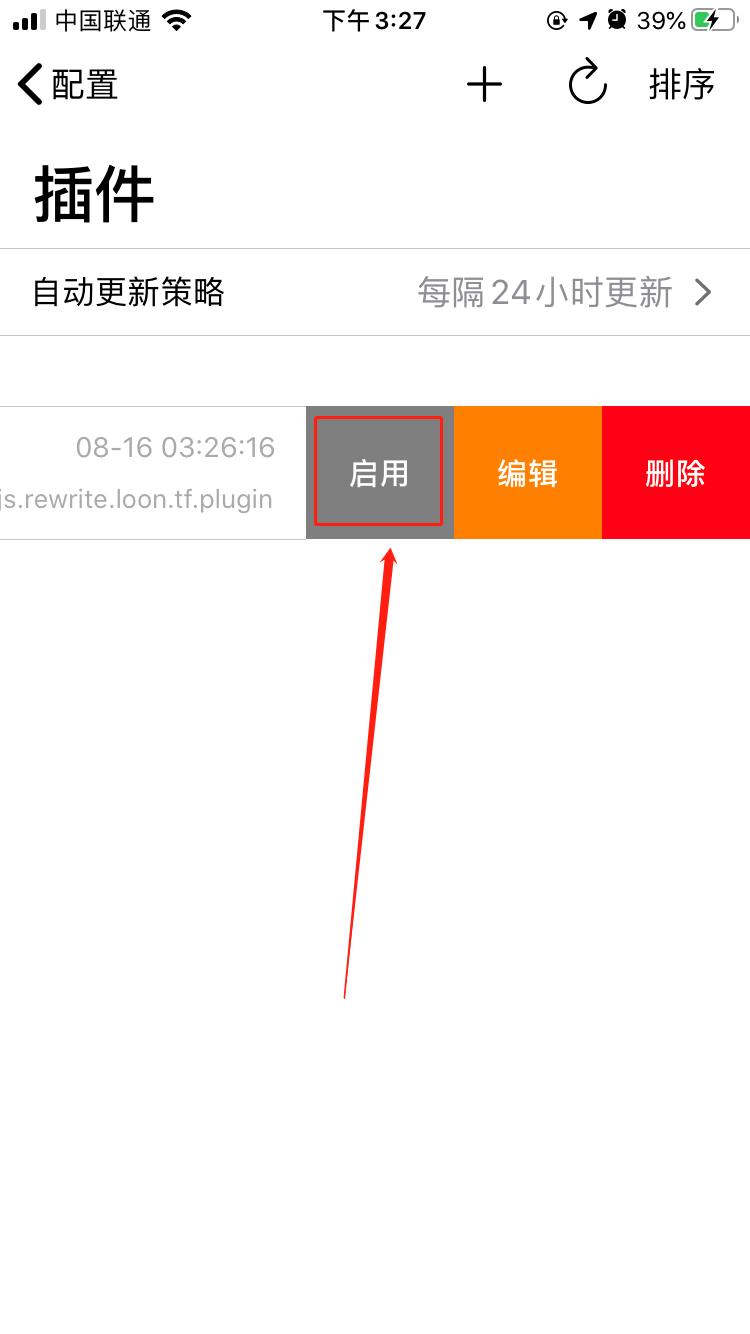 中国联通 下午 3:27 39%
配置 排序
插件
自动更新策略 每隔 24 小时更新
08-16 03:26:16
js.rewrite.loon.tf.plugin
启用 编辑 删除